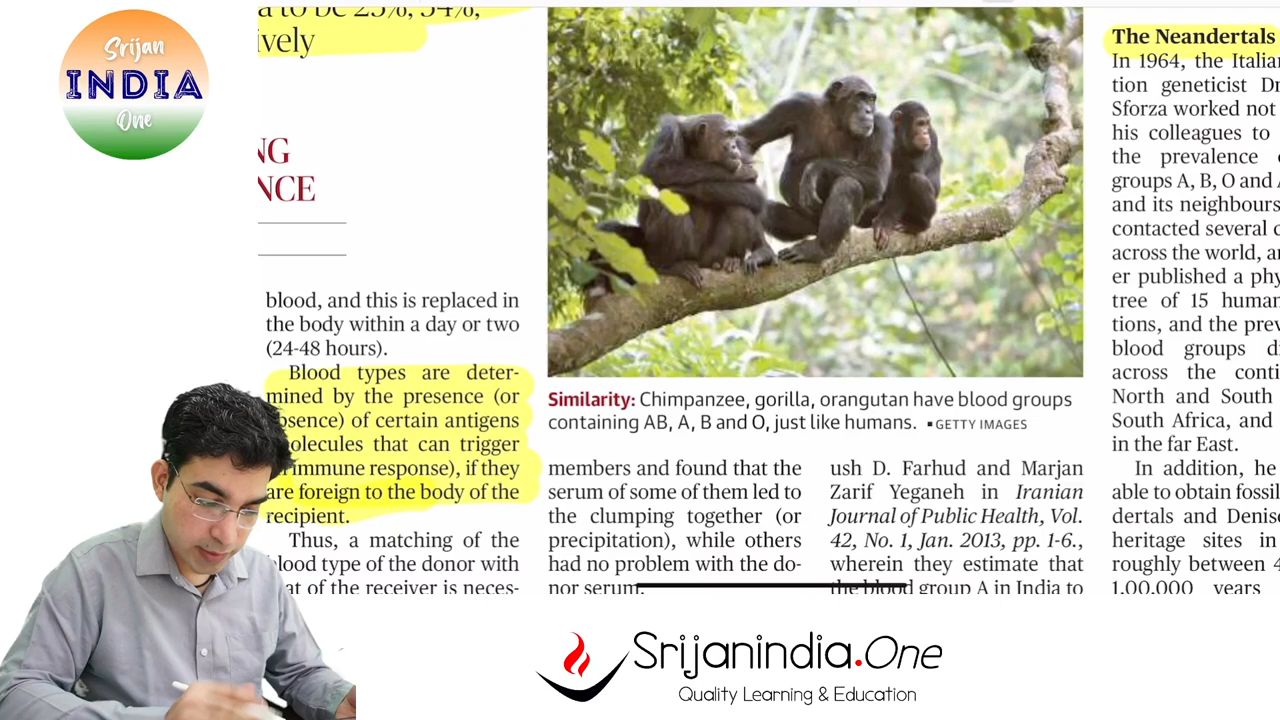 Srijan
INDIA
One
a to be 23%, 34%,
ively
NG
NCE
blood, and this is replaced in
the body within a day or two
(24-48 hours).
Blood types are deter-
mined by the presence (or
bsence) of certain antigens
olecules that can trigger
immune response), if they
are foreign to the body of the
recipient.
Thus, a matching of the
lood type of the donor with
at of the receiver is neces-
Similarity: Chimpanzee, gorilla, orangutan have blood groups
containing AB, A, B and O, just like humans. ▪GETTY IMAGES
members and found that the
serum of some of them led to
the clumping together (or
precipitation), while others
had no problem with the do-
nor serum.
ush D. Farhud and Marjan
Zarif Yeganeh in Iranian
Journal of Public Health, Vol.
42, No. 1, Jan. 2013, pp. 1-6.,
wherein they estimate that
the blood group A in India to
The Neandertals
In 1964, the Italia
tion geneticist D
Sforza worked not
his colleagues to
the prevalence
groups A, B, O and
and its neighbours
contacted several c
across the world, a
er published a phy
tree of 15 human
tions, and the prev
blood groups di
across the conti
North and South
South Africa, and
in the far East.
In addition, he
able to obtain fossil
dertals and Deniso
heritage sites in
roughly between 4
1,00,000 years
Srijanindia.One
Quality Learning & Education